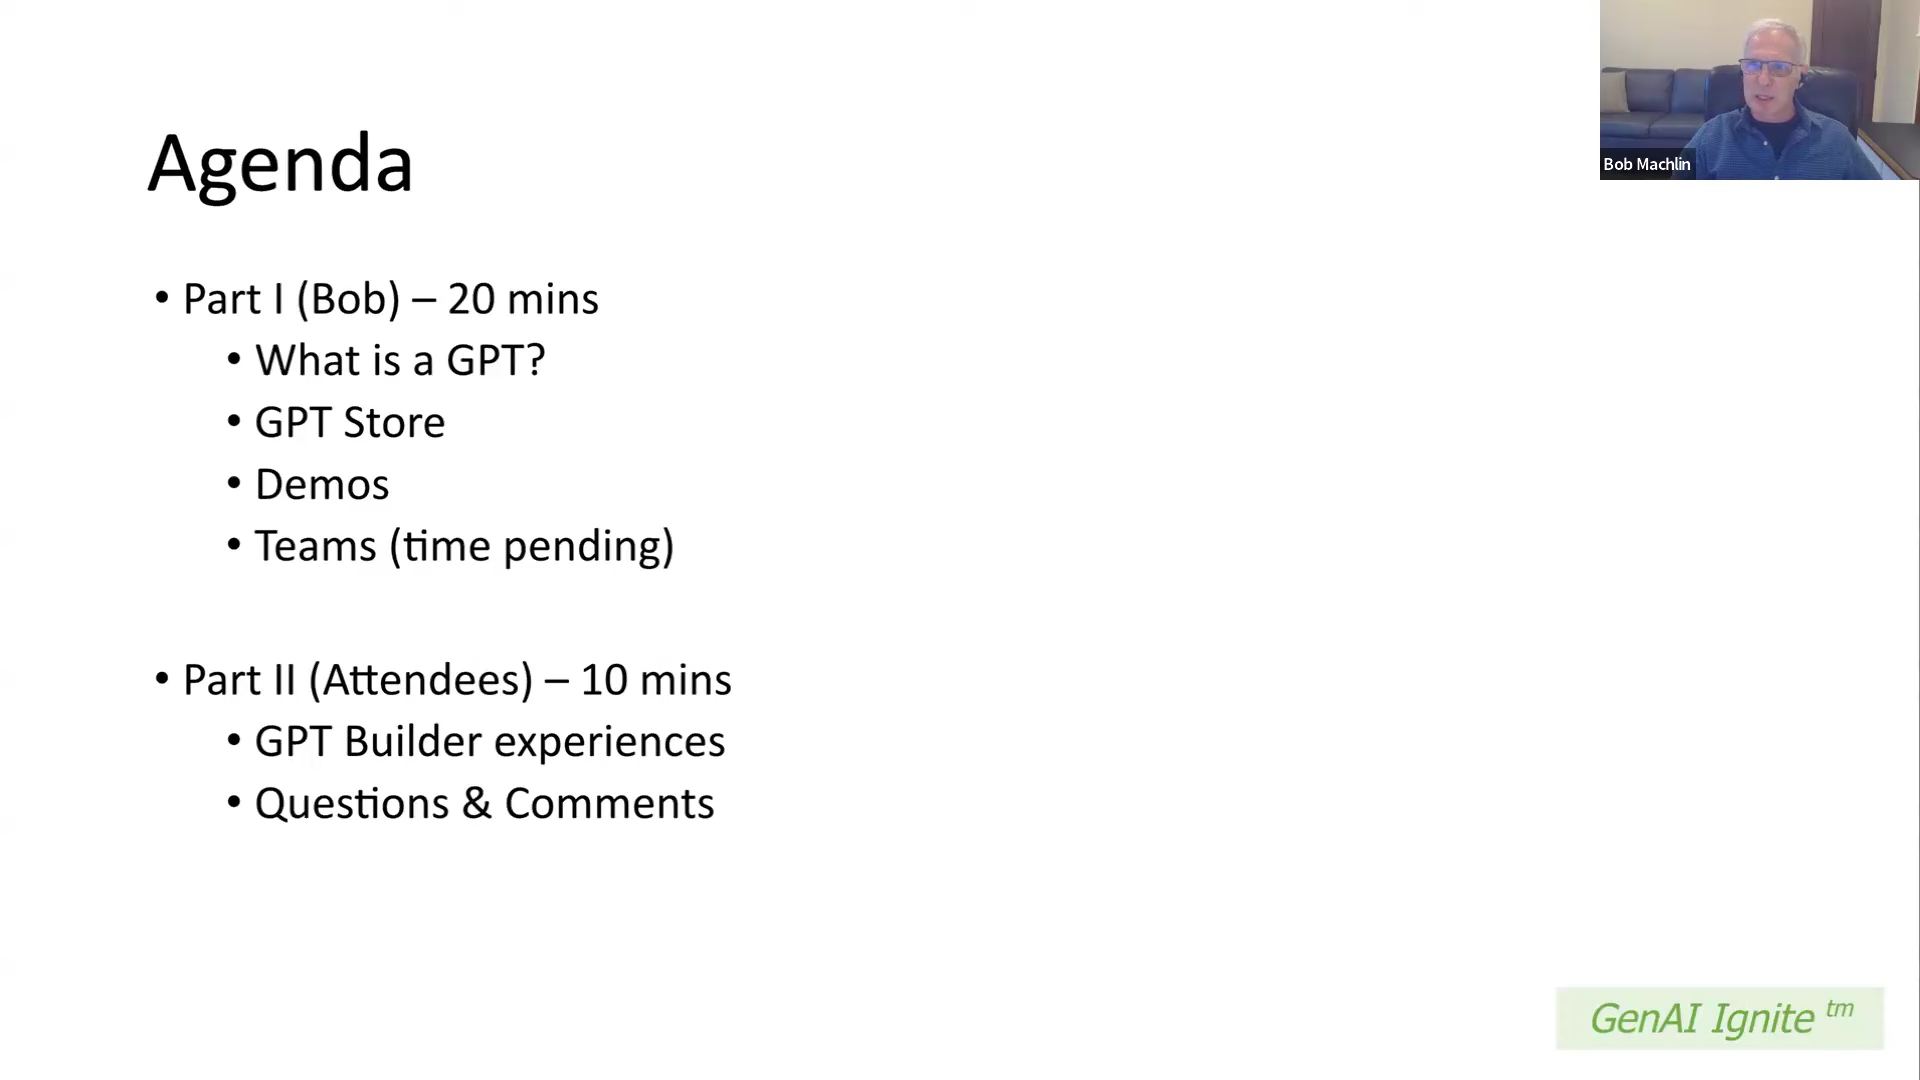 Bob Machlin
Agenda
• Part I (Bob) – 20 mins
• What is a GPT?
• GPT Store
• Demos
• Teams (time pending)
• Part II (Attendees) – 10 mins
• GPT Builder experiences
• Questions & Comments
GenAI Ignite tm